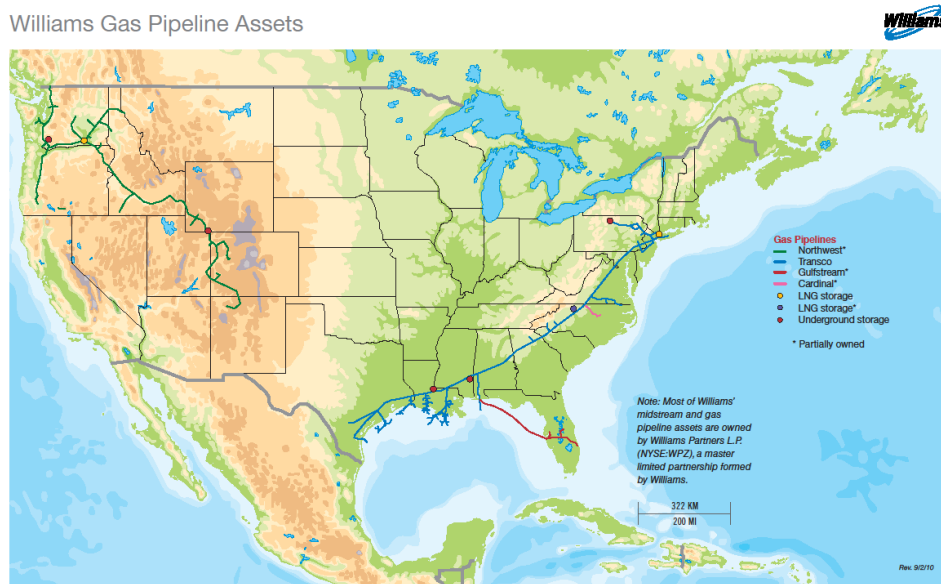 Williams Gas Pipeline Assets
Williams
Gas Pipelines
Northwest*
Transco
Gulfstream*
Cardinal*
LNG storage
LNG storage*
Underground storage
* Partially owned
Note: Most of Williams'
midstream and gas
pipeline assets are owned
by Williams Partners L.P.
(NYSE:WPZ), a master
limited partnership formed
by Williams.
322 KM
200 MI
Rev. 9/2/10